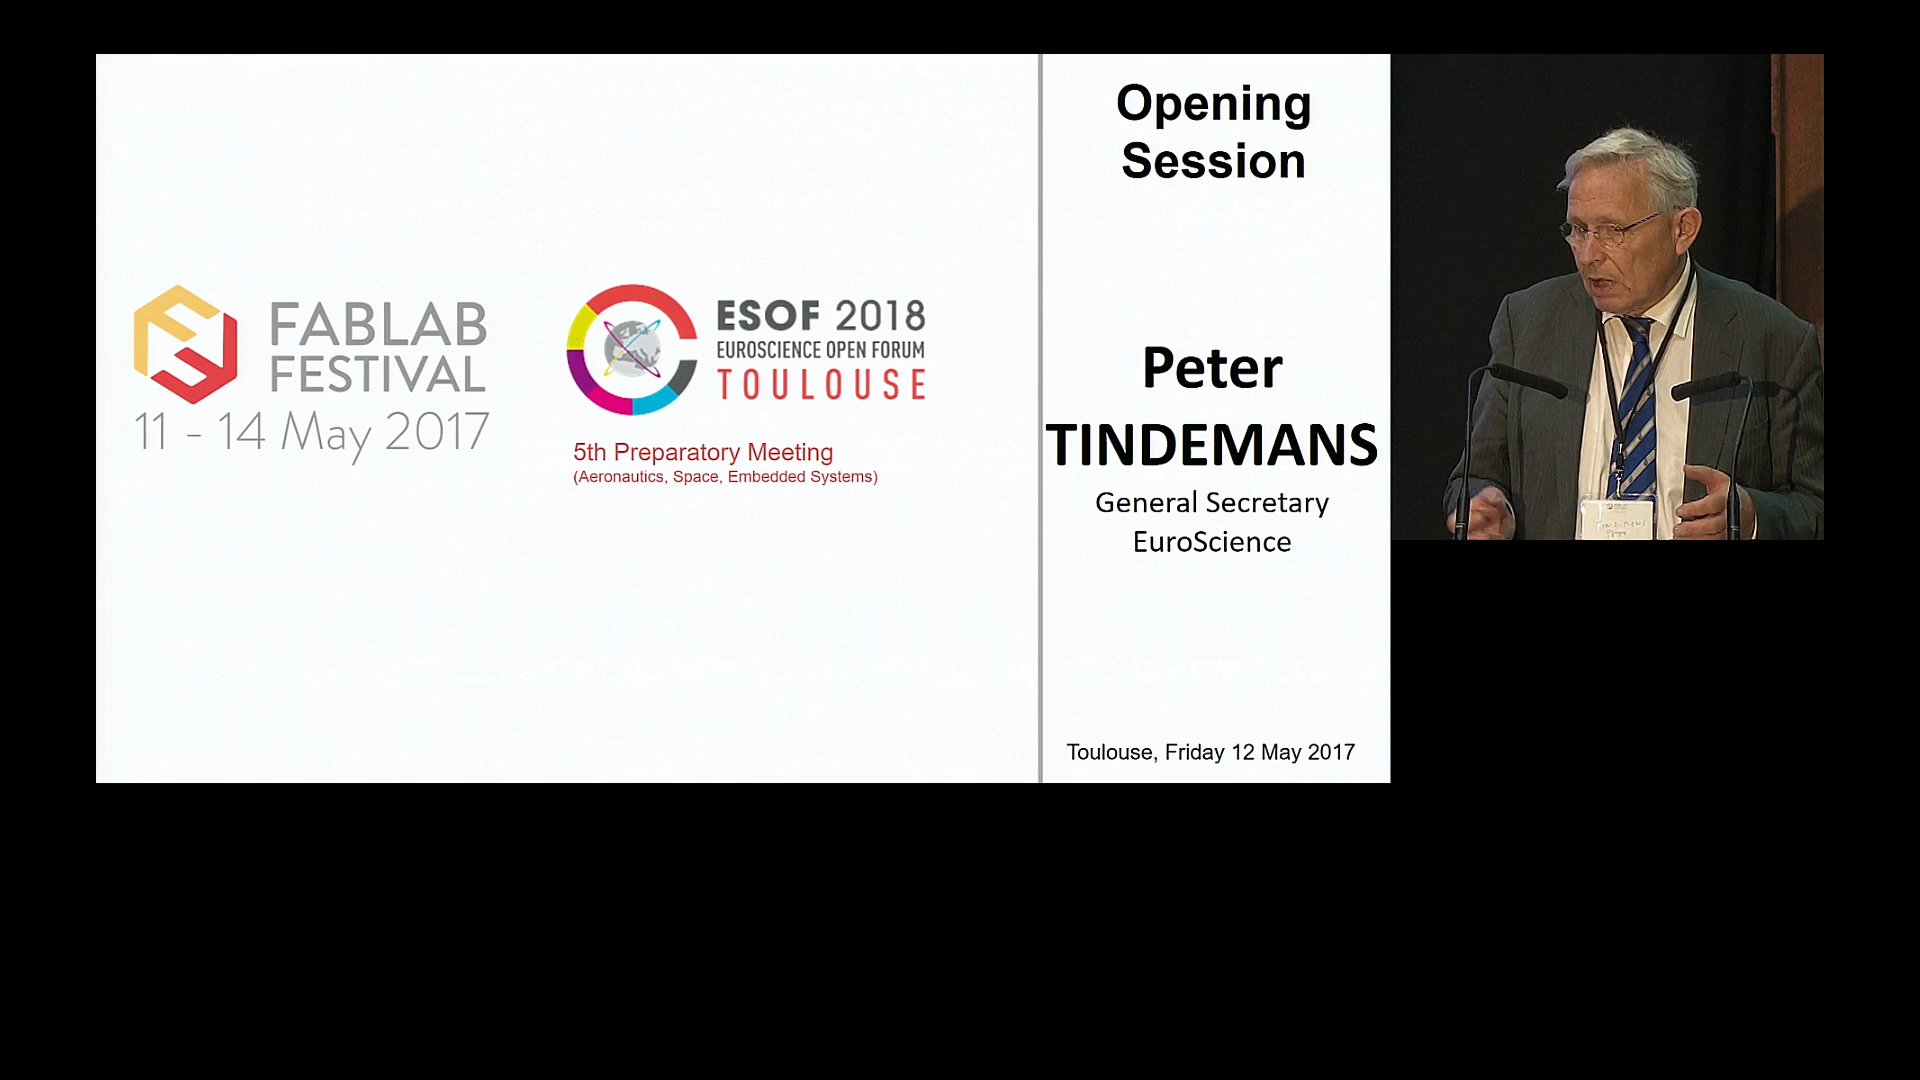 FABLAB
FESTIVAL
11 - 14 May 2017
ESOF 2018
EUROSCIENCE OPEN FORUM
TOULOUSE
5th Preparatory Meeting
(Aeronautics, Space, Embedded Systems)
Opening
Session
Peter
TINDEMANS
General Secretary
EuroScience
Toulouse, Friday 12 May 2017